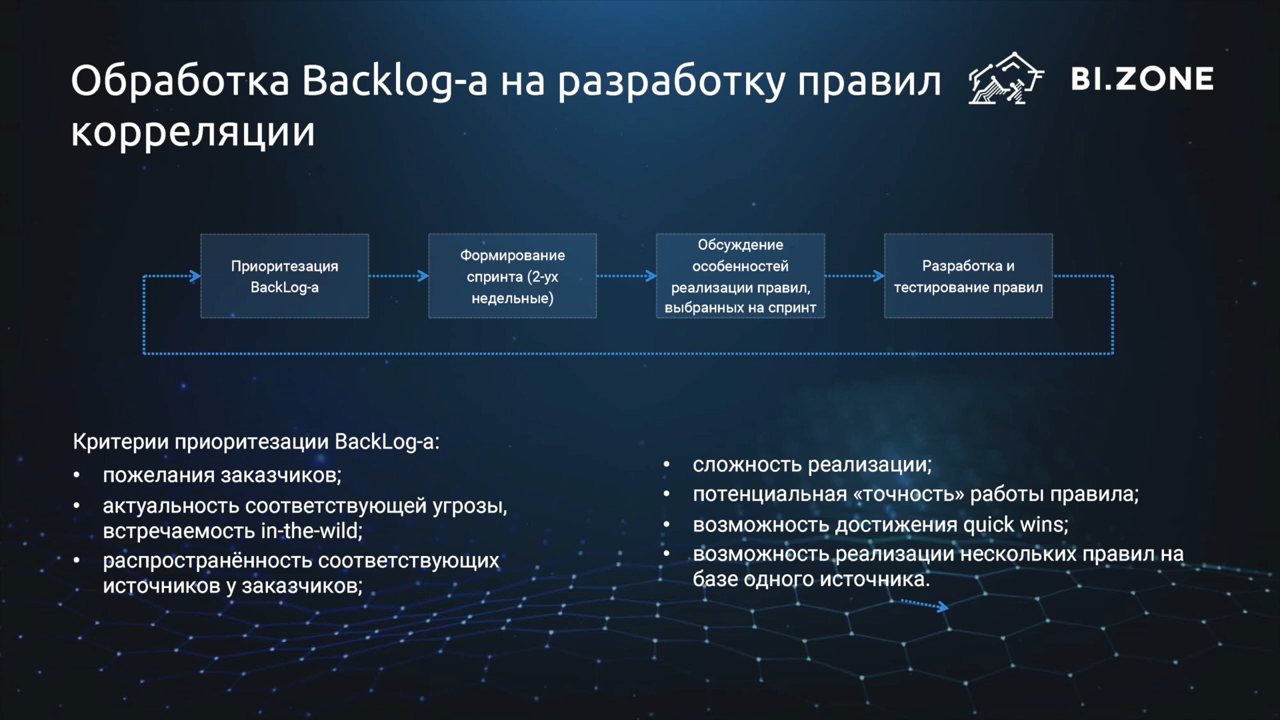 Обработка Backlog-а на разработку правил
корреляции
BI.ZONE
Приоритезация
BackLog-а
Формирование
спринта (2-ух
недельные)
Обсуждение
особенностей
реализации правил,
выбранных на спринт
Разработка и
тестирование правил
Критерии приоритезации BackLog-а:
• пожелания заказчиков;
• актуальность соответствующей угрозы,
встречаемость in-the-wild;
• распространённость соответствующих
источников у заказчиков;
• сложность реализации;
• потенциальная «точность» работы правила;
• возможность достижения quick wins;
• возможность реализации нескольких правил на
базе одного источника.